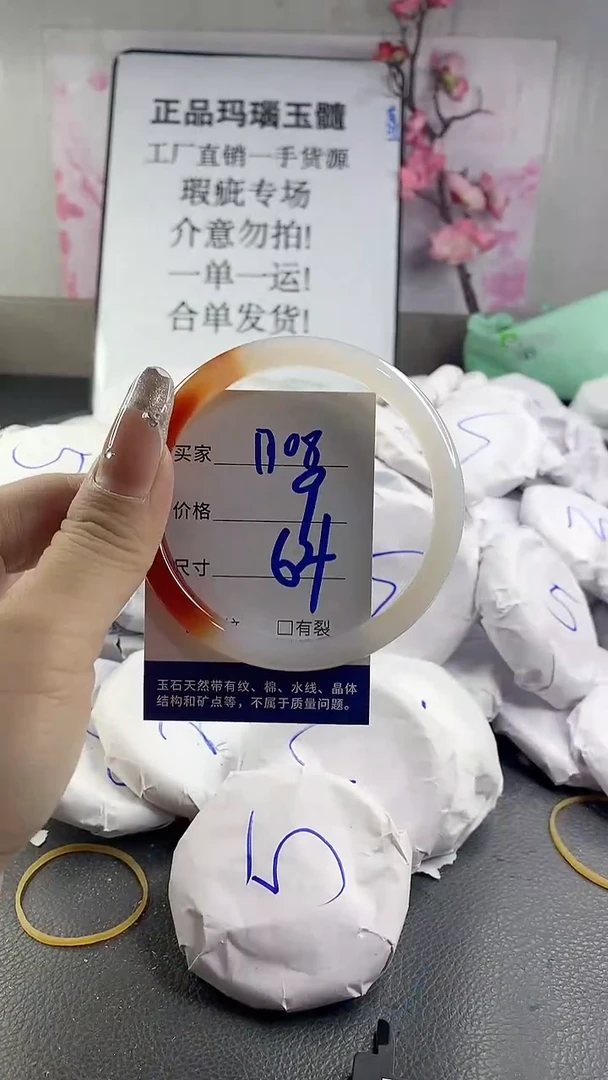 正品玛瑙玉髓
工厂直销一手货源
瑕疵专场
介意勿拍!
一单一运!
合单发货!
买家
价格 9
尺寸 64
□有裂
玉石天然带有纹、棉、水线、晶体
结构和矿点等，不属于质量问题。
5